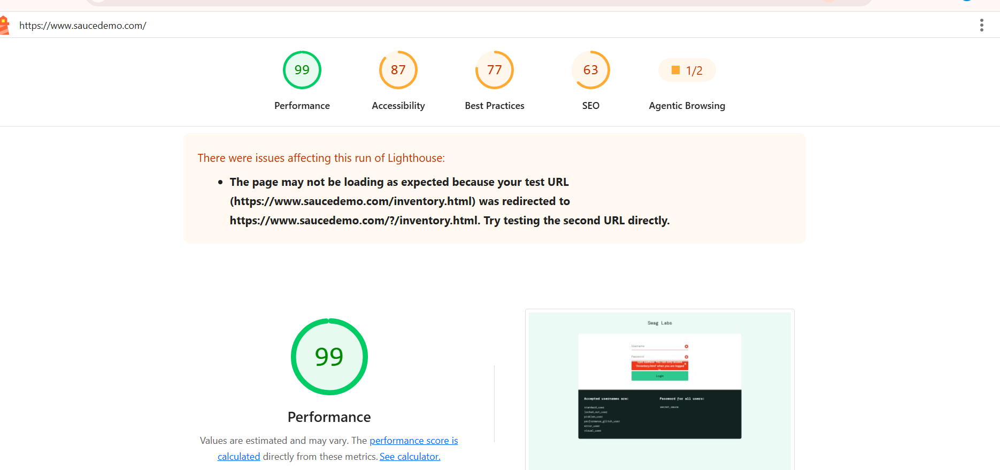 https://www.saucedemo.com/
99
87
77
63
1/2
Performance
Accessibility
Best Practices
SEO
Agentic Browsing
There were issues affecting this run of Lighthouse:
• The page may not be loading as expected because your test URL
(https://www.saucedemo.com/inventory.html) was redirected to
https://www.saucedemo.com/?/inventory.html. Try testing the second URL directly.
99
Performance
Values are estimated and may vary. The performance score is
calculated directly from these metrics. See calculator.
Swag Labs
Username
Password
You can only access
'/inventory.html' when you are logged
Login
Accepted usernames are:
standard_user
locked_out_user
problem_user
performance_glitch_user
error_user
visual_user
Password for all users:
secret_sauce